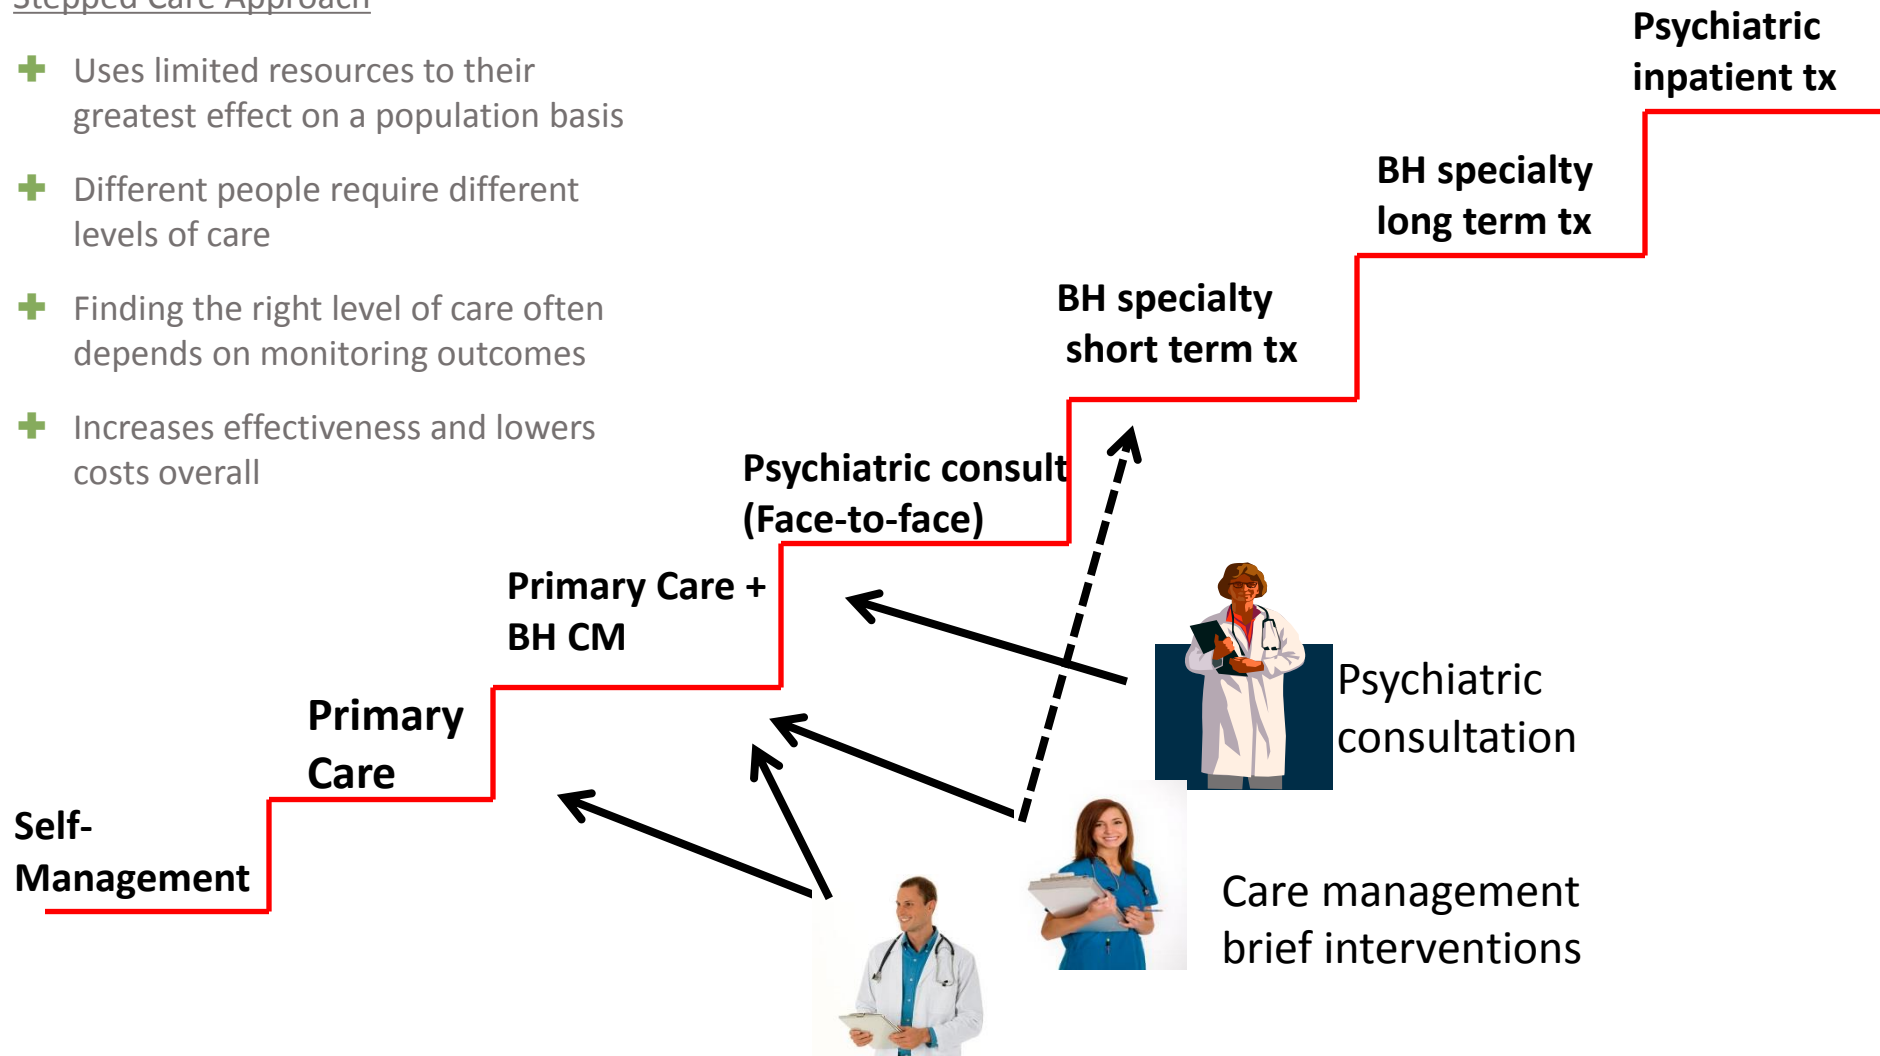 Stepped Care Approach
Uses limited resources to their
greatest effect on a population basis
Different people require different
levels of care
Finding the right level of care often
depends on monitoring outcomes
Increases effectiveness and lowers
costs overall
Psychiatric
inpatient tx
BH specialty
long term tx
BH specialty
short term tx
Psychiatric consult
(Face-to-face)
Primary Care +
BH CM
Primary
Care
Self-
Management
Psychiatric
consultation
Care management
brief interventions